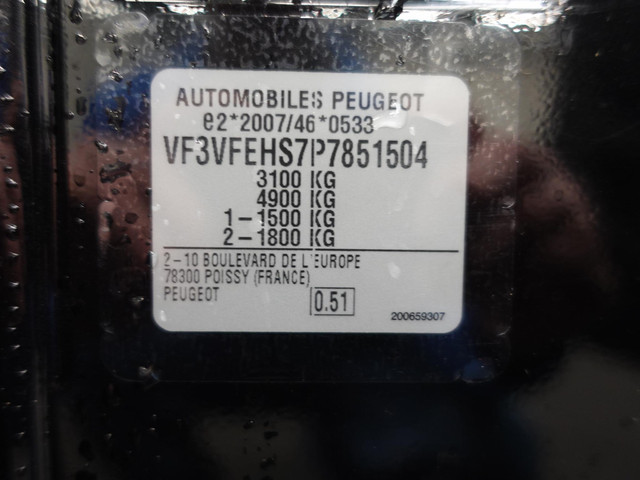 AUTOMOBILES PEUGEOT
e2*2007/46*0533
VF3VFEHS7P7851504
3100 KG
4900 KG
1-1500 KG
2-1800 KG
2-10 BOULEVARD DE L'EUROPE
78300 POISSY (FRANCE)
PEUGEOT
0.51
200659307